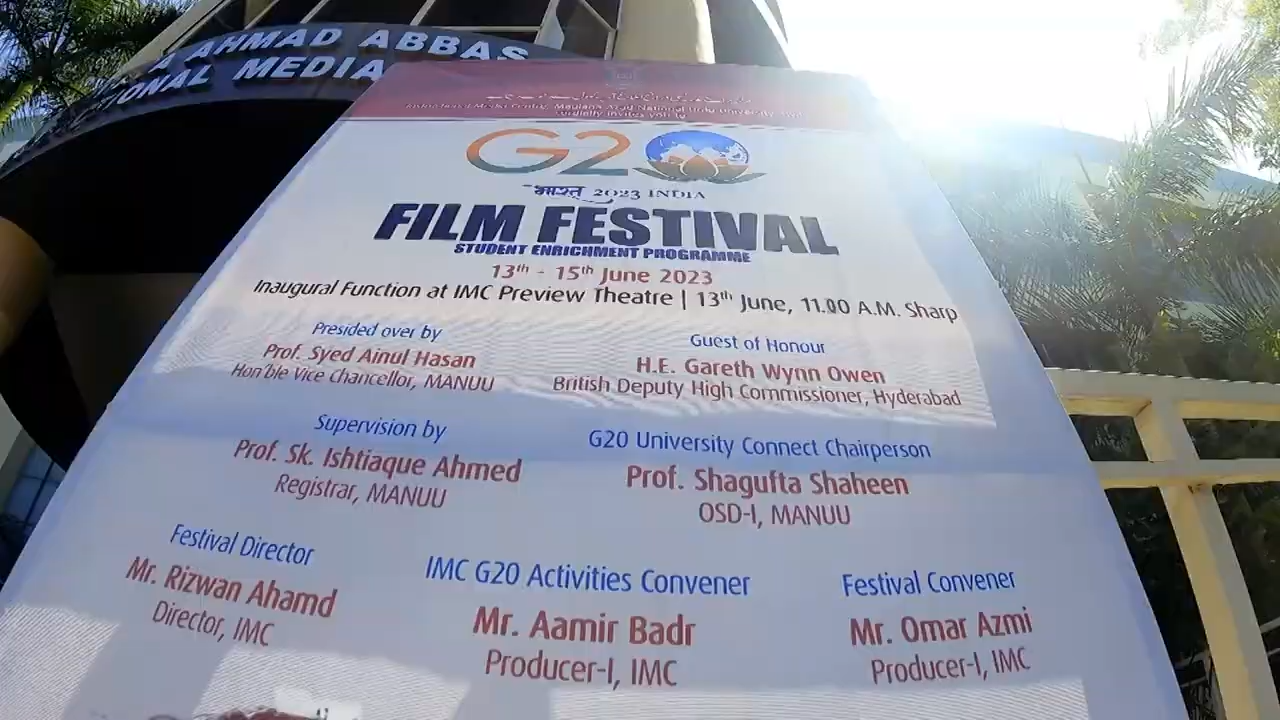 AHMAD ABBAS
MEDIA
G20
भारत 2023 INDIA
FILM FESTIVAL
STUDENT ENRICHMENT PROGRAMME
13th - 15th June 2023
Inaugural Function at IMC Preview Theatre | 13th June, 11.00 A.M. Sharp
Presided over by
Prof. Syed Ainul Hasan
Hon'ble Vice Chancellor, MANUU
Guest of Honour
H.E. Gareth Wynn Owen
British Deputy High Commissioner, Hyderabad
Supervision by
Prof. Sk. Ishtiaque Ahmed
Registrar, MANUU
G20 University Connect Chairperson
Prof. Shagufta Shaheen
OSD-I, MANUU
Festival Director
Mr. Rizwan Ahamd
Director, IMC
IMC G20 Activities Convener
Mr. Aamir Badr
Producer-I, IMC
Festival Convener
Mr. Omar Azmi
Producer-I, IMC